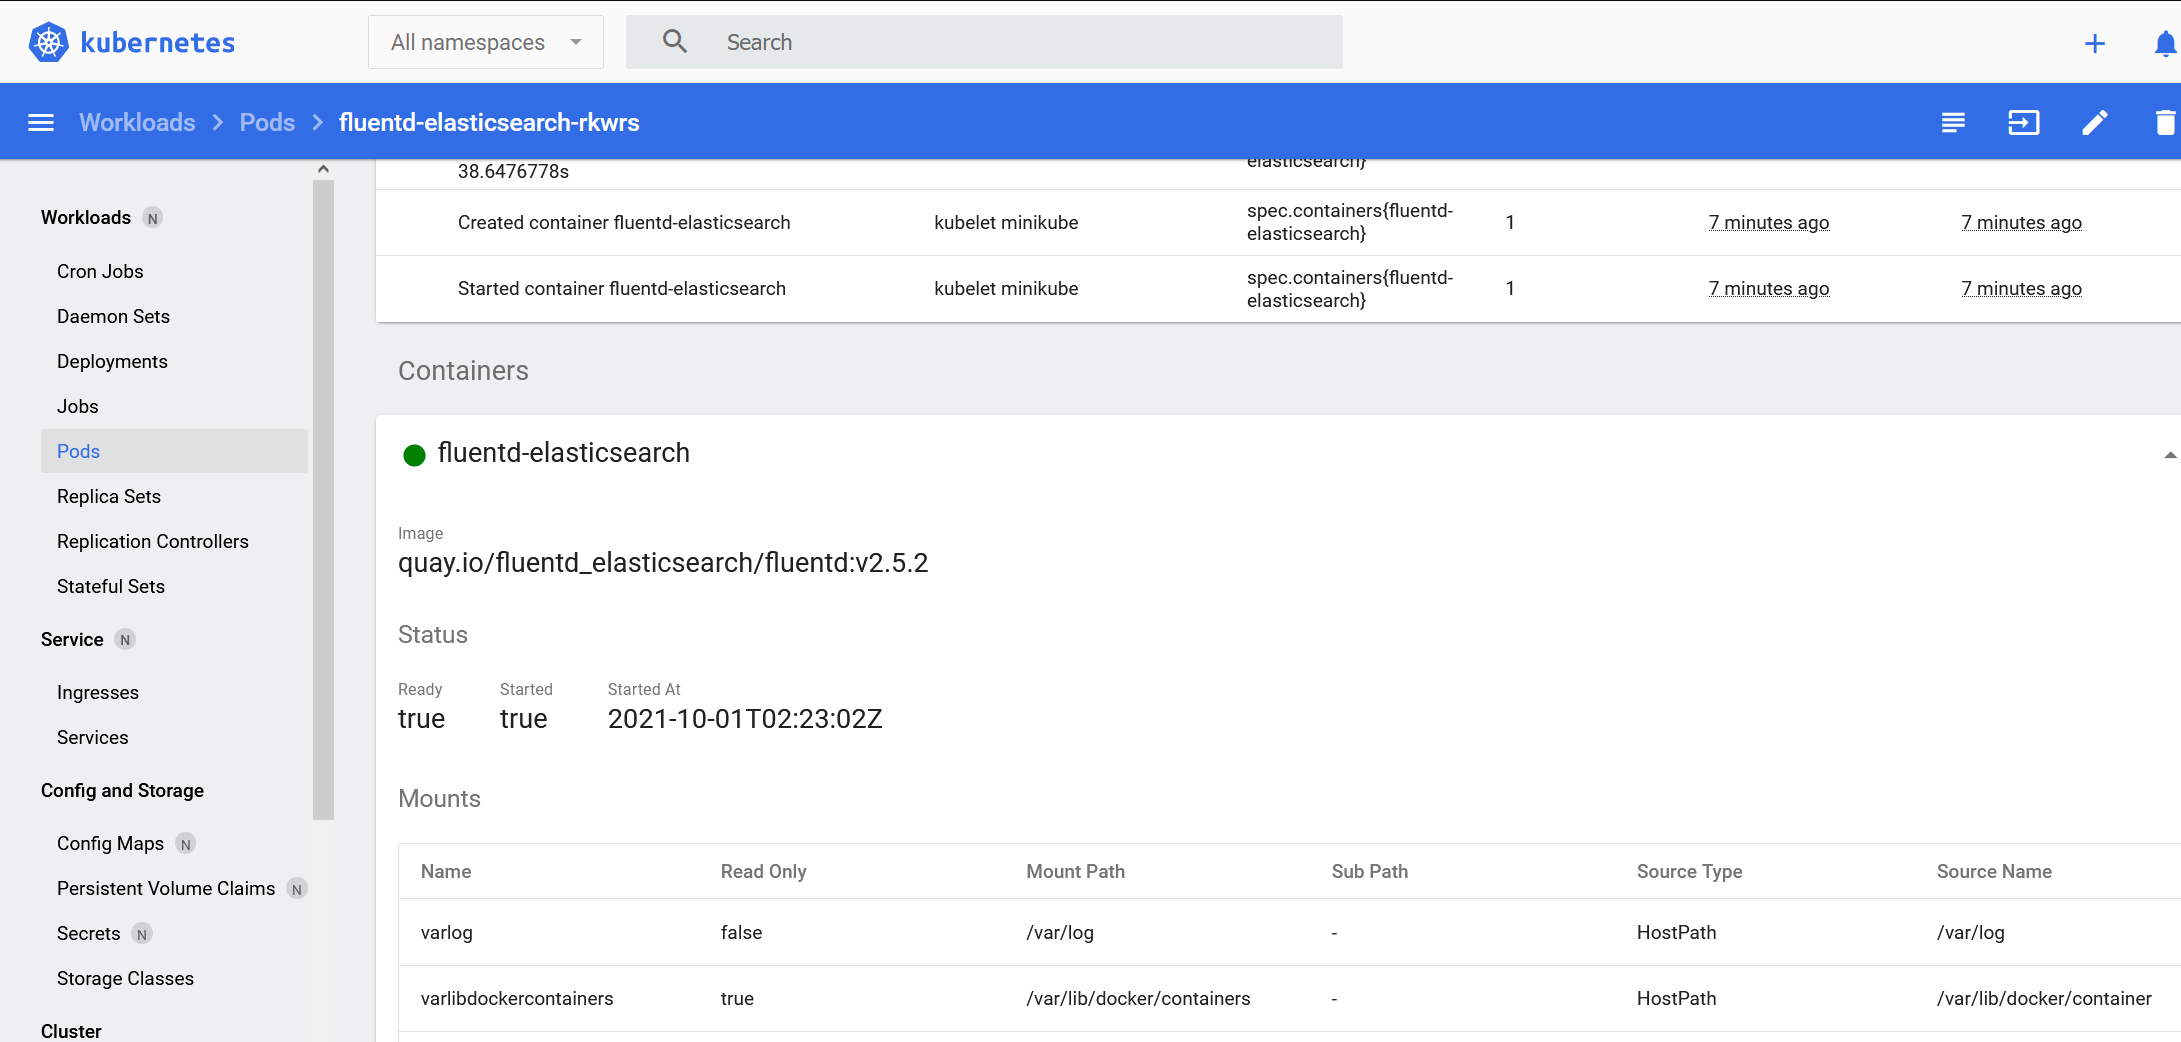 kubernetes
All namespaces
Search
Workloads > Pods > fluentd-elasticsearch-rkwrs
Workloads N
Cron Jobs
Daemon Sets
Deployments
Jobs
Pods
Replica Sets
Replication Controllers
Stateful Sets
Service N
Ingresses
Services
Config and Storage
Config Maps N
Persistent Volume Claims N
Secrets N
Storage Classes
Cluster
38.6476778s elasticsearch}
Created container fluentd-elasticsearch kubelet minikube spec.containers{fluentd-
elasticsearch} 1 7 minutes ago 7 minutes ago
Started container fluentd-elasticsearch kubelet minikube spec.containers{fluentd-
elasticsearch} 1 7 minutes ago 7 minutes ago
Containers
fluentd-elasticsearch
Image
quay.io/fluentd_elasticsearch/fluentd:v2.5.2
Status
Ready Started Started At
true true 2021-10-01T02:23:02Z
Mounts
Name Read Only Mount Path Sub Path Source Type Source Name
varlog false /var/log - HostPath /var/log
varlibdockercontainers true /var/lib/docker/containers - HostPath /var/lib/docker/container